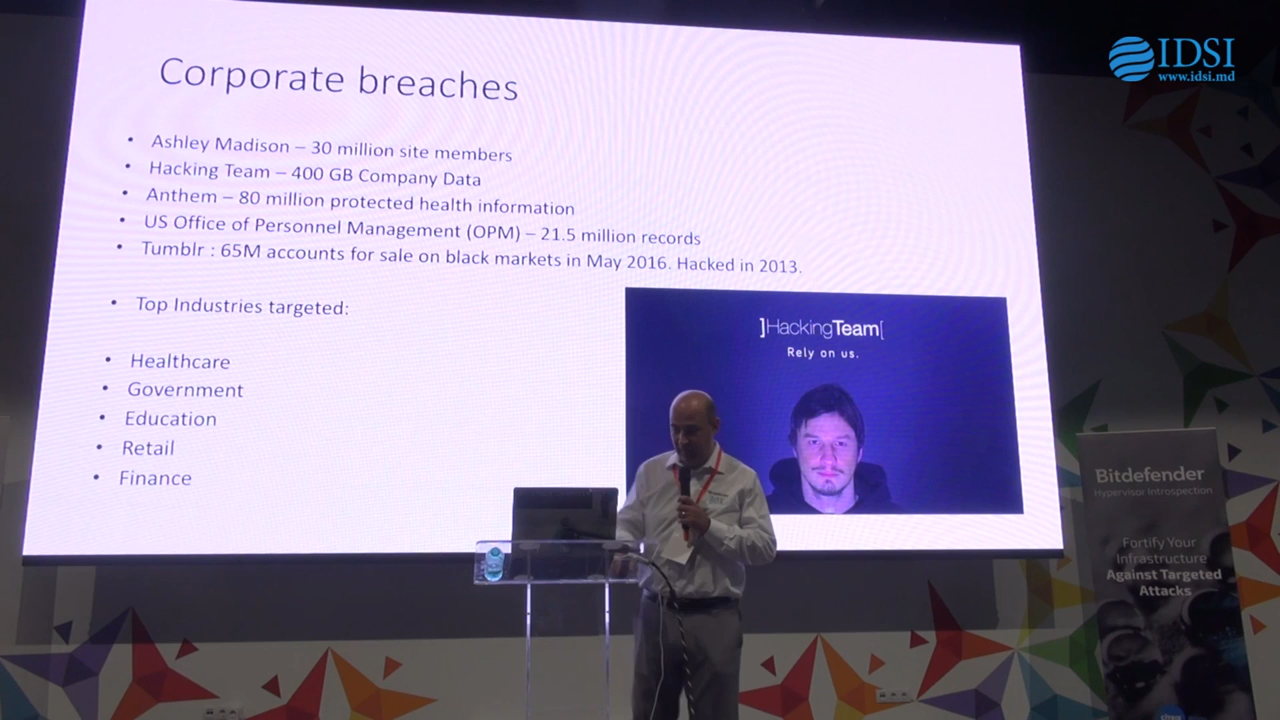 IDSI
www.idsi.md
Corporate breaches
• Ashley Madison – 30 million site members
• Hacking Team – 400 GB Company Data
• Anthem – 80 million protected health information
• US Office of Personnel Management (OPM) – 21.5 million records
• Tumblr : 65M accounts for sale on black markets in May 2016. Hacked in 2013.
• Top Industries targeted:
• Healthcare
• Government
• Education
• Retail
• Finance
]HackingTeam[
Rely on us.
Bitdefender
Hypervisor Introspection
Fortify Your
Infrastructure
Against Targeted
Attacks